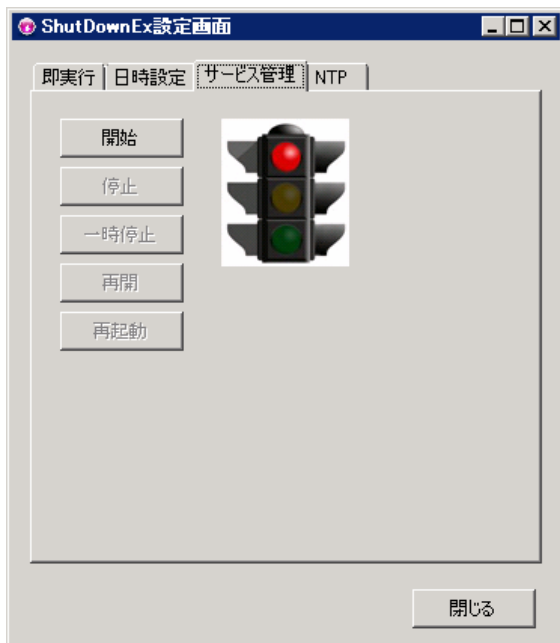 ShutDownEx設定画面
即実行 日時設定 サービス管理 NTP
開始
停止
一時停止
再開
再起動
閉じる